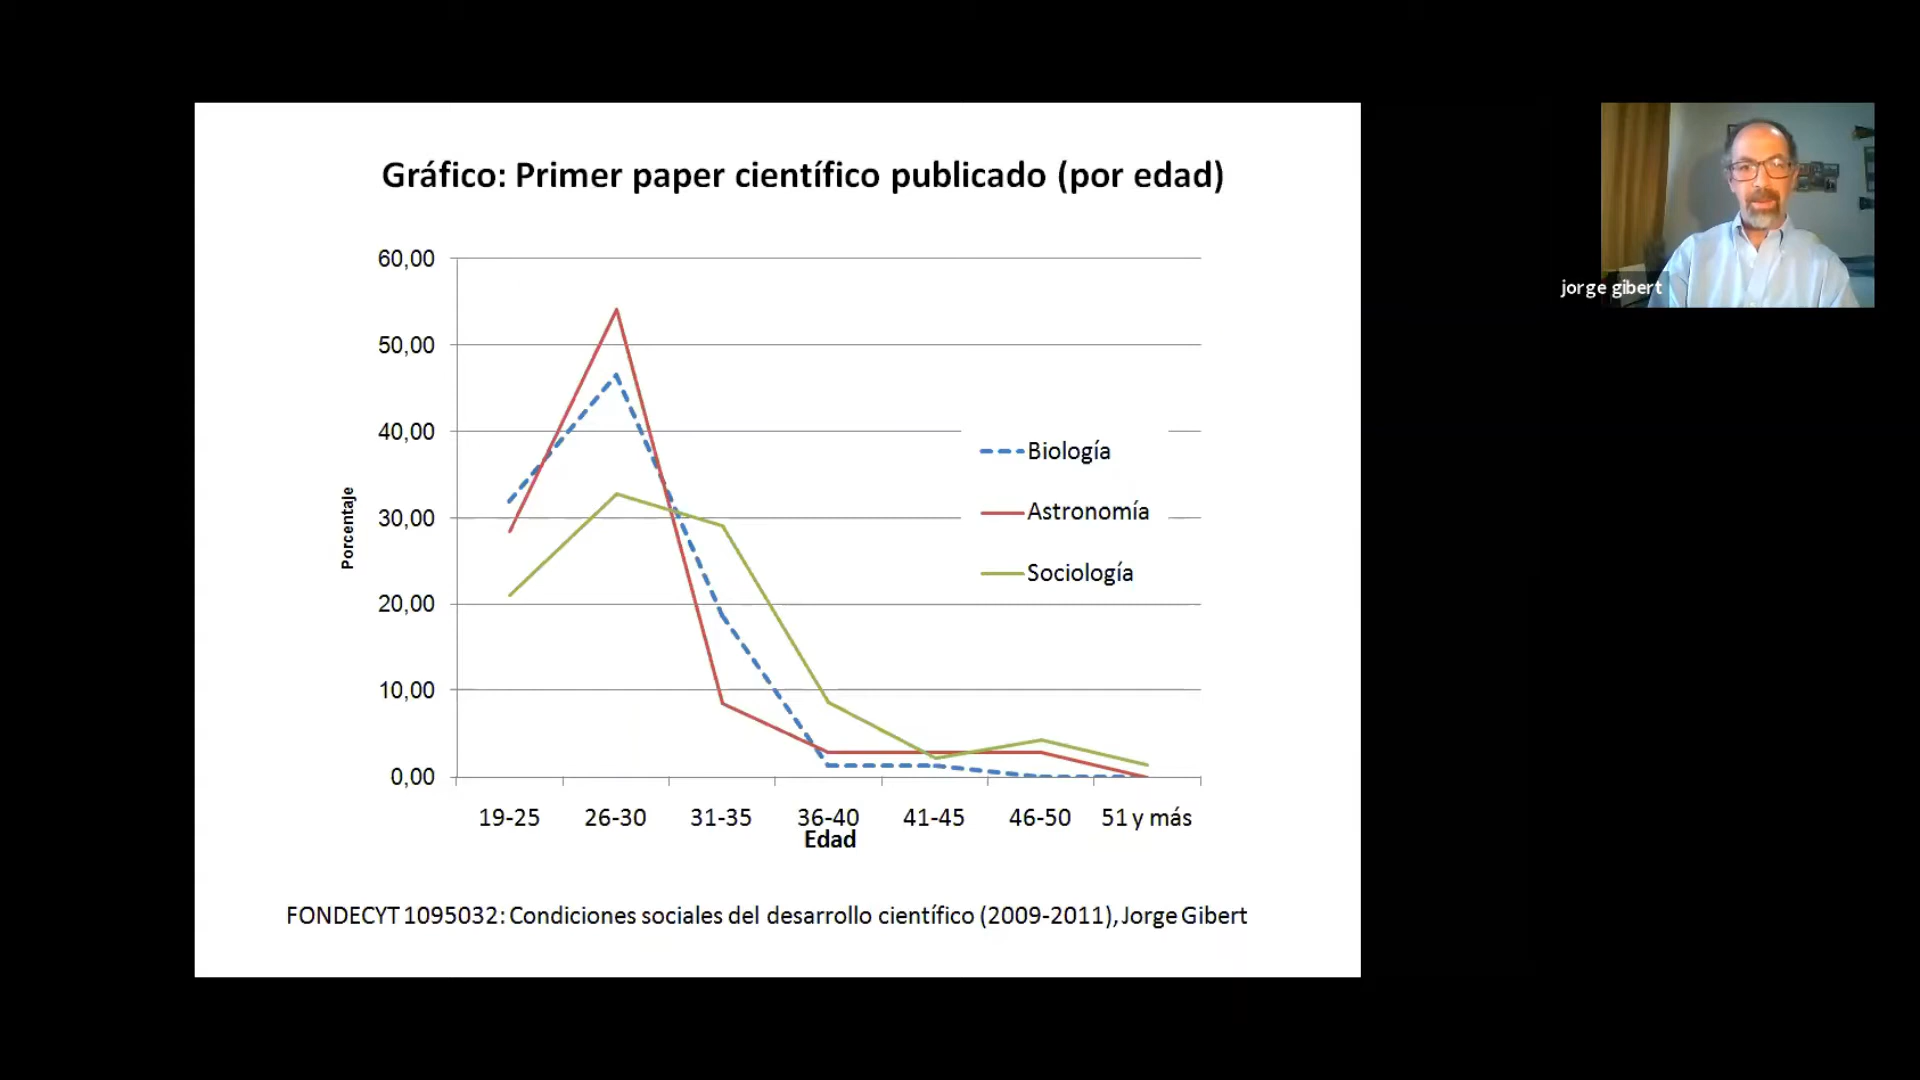 Gráfico: Primer paper científico publicado (por edad)
60,00
50,00
40,00
30,00
20,00
10,00
0,00
Porcentaje
Biología
Astronomía
Sociología
19-25 26-30 31-35 36-40 41-45 46-50 51 y más
Edad
FONDECYT 1095032: Condiciones sociales del desarrollo científico (2009-2011), Jorge Gibert
jorge gibert